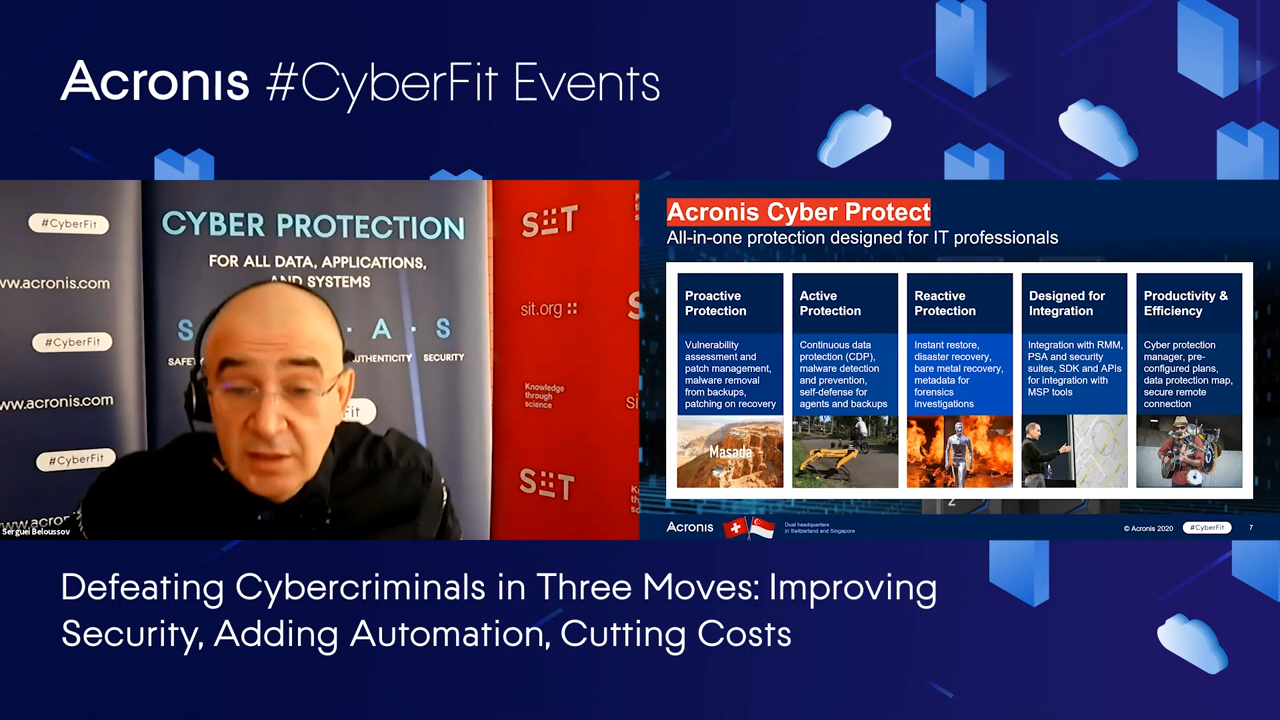 Acronis #CyberFit Events
#CyberFit
www.acronis.com
#CyberFit
www.acronis.com
#CyberFit
www.acronis
CYBER PROTECTION
FOR ALL DATA, APPLICATIONS,
AND SYSTEMS
S · A · S
AUTHENTICITY SECURITY
SIT
sit.org
Knowledge
through
science
SIT
Serguei Beloussov
Acronis Cyber Protect
All-in-one protection designed for IT professionals
Proactive
Protection
Vulnerability
assessment and
patch management,
malware removal
from backups,
patching on recovery
Masada
Active
Protection
Continuous data
protection (CDP),
malware detection
and prevention,
self-defense for
agents and backups
Reactive
Protection
Instant restore,
disaster recovery,
bare metal recovery,
metadata for
forensics
investigations
Designed for
Integration
Integration with RMM,
PSA and security
suites, SDK and APIs
for integration with
MSP tools
Productivity &
Efficiency
Cyber protection
manager, pre-
configured plans,
data protection map,
secure remote
connection
2
Acronis
Dual headquarters
in Switzerland and Singapore
© Acronis 2020
#CyberFit
7
Defeating Cybercriminals in Three Moves: Improving
Security, Adding Automation, Cutting Costs